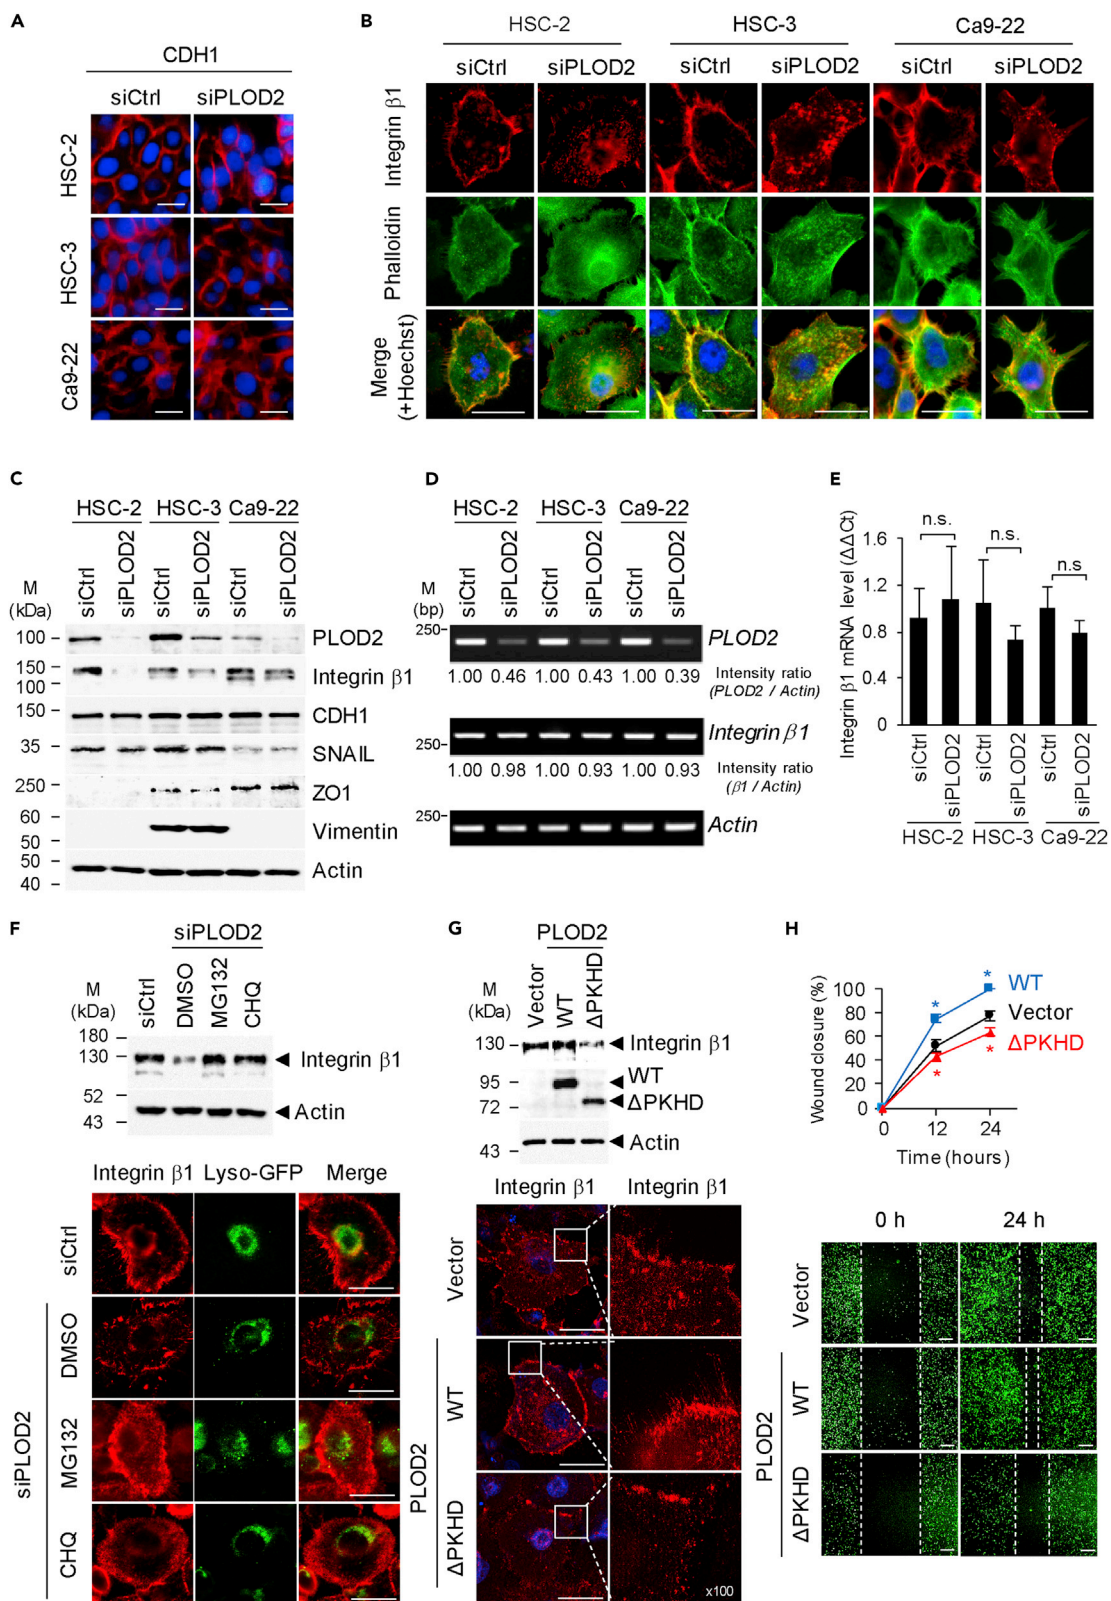 A
CDH1
siCtrl siPLOD2
HSC-2
HSC-3
Ca9-22
B
HSC-2 HSC-3 Ca9-22
siCtrl siPLOD2 siCtrl siPLOD2 siCtrl siPLOD2
Integrin β1
Phalloidin
Merge
(+Hoechst)
C
HSC-2 HSC-3 Ca9-22
M
(kDa)
siCtrl siPLOD2 siCtrl siPLOD2 siCtrl siPLOD2
100 PLOD2
150 Integrin β1
100
150 CDH1
35 SNAIL
250 ZO1
60 Vimentin
50
50 Actin
40
D
HSC-2 HSC-3 Ca9-22
M
(bp)
siCtrl siPLOD2 siCtrl siPLOD2 siCtrl siPLOD2
250 PLOD2
1.00 0.46 1.00 0.43 1.00 0.39 Intensity ratio
(PLOD2 / Actin)
250 Integrin β1
1.00 0.98 1.00 0.93 1.00 0.93 Intensity ratio
(β1 / Actin)
250 Actin
E
Integrin β1 mRNA level (ΔΔCt)
1.6
1.2
0.8
0.4
0
n.s. n.s. n.s
siCtrl siPLOD2 siCtrl siPLOD2 siCtrl siPLOD2
HSC-2 HSC-3 Ca9-22
F
siPLOD2
M
(kDa)
siCtrl DMSO MG132 CHQ
180
130 Integrin β1
52
43 Actin
Integrin β1 Lyso-GFP Merge
siCtrl
siPLOD2
DMSO
MG132
CHQ
G
PLOD2
M
(kDa)
Vector WT ΔPKHD
130 Integrin β1
95 WT
72 ΔPKHD
43 Actin
Integrin β1 Integrin β1
Vector
PLOD2
WT
ΔPKHD
x100
H
Wound closure (%)
100
80
60
40
20
0
0 12 24
Time (hours)
* * WT
Vector
* * ΔPKHD
0 h 24 h
Vector
PLOD2
WT
ΔPKHD